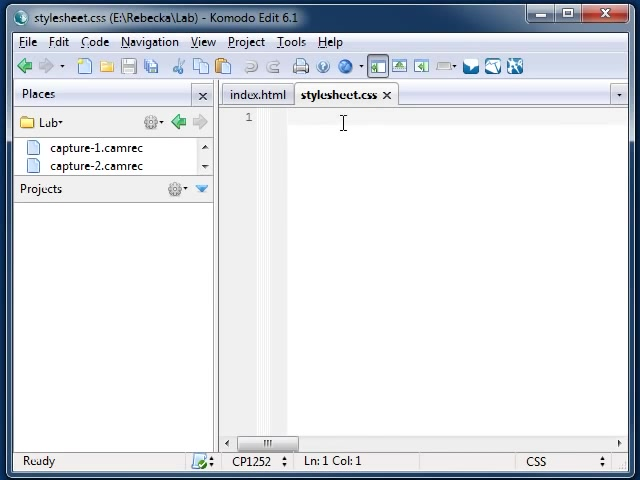 stylesheet.css (E:\Rebecka\Lab) - Komodo Edit 6.1
File Edit Code Navigation View Project Tools Help
Places
index.html stylesheet.css
Lab
1
capture-1.camrec
capture-2.camrec
Projects
Ready CP1252 Ln: 1 Col: 1 CSS